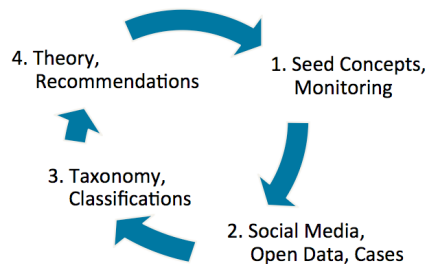 1. Seed Concepts,
Monitoring
2. Social Media,
Open Data, Cases
3. Taxonomy,
Classifications
4. Theory,
Recommendations